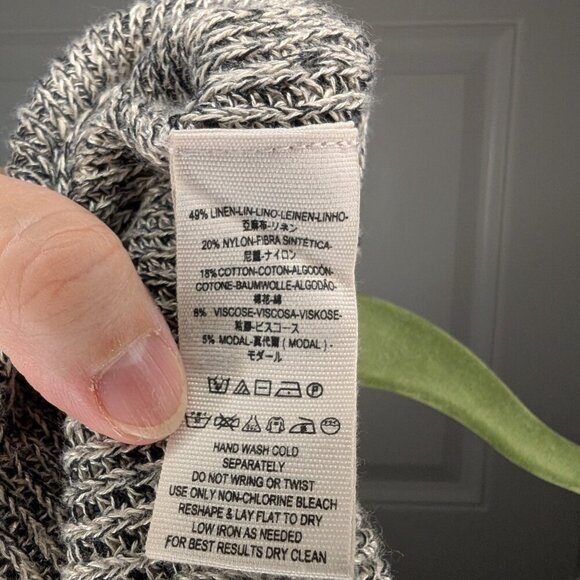 49% LINEN-LIN-LINO-LEINEN-LINHO-
亞麻布-リネン
20% NYLON-FIBRA SINTÉTICA-
尼龍-ナイロン
18%COTTON-COTON-ALGODÓN-
COTONE-BAUMWOLLE-ALGODÃO-
棉花-綿
8% VISCOSE-VISCOSA-VISKOSE-
粘膠-ビスコース
5% MODAL-莫代爾 ( MODAL ) -
モダール
HAND WASH COLD
SEPARATELY
DO NOT WRING OR TWIST
USE ONLY NON-CHLORINE BLEACH
RESHAPE & LAY FLAT TO DRY
LOW IRON AS NEEDED
FOR BEST RESULTS DRY CLEAN